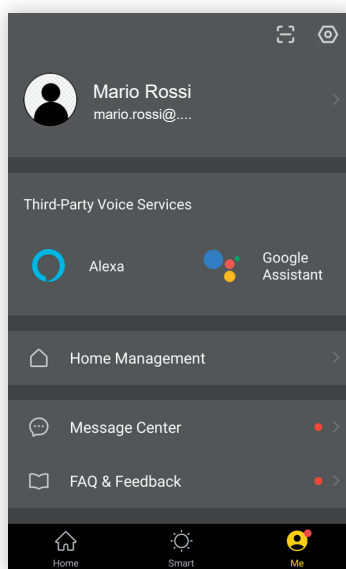 Mario Rossi
mario.rossi@....
Third-Party Voice Services
Alexa
Google
Assistant
Home Management
Message Center
FAQ & Feedback
Home
Smart
Me